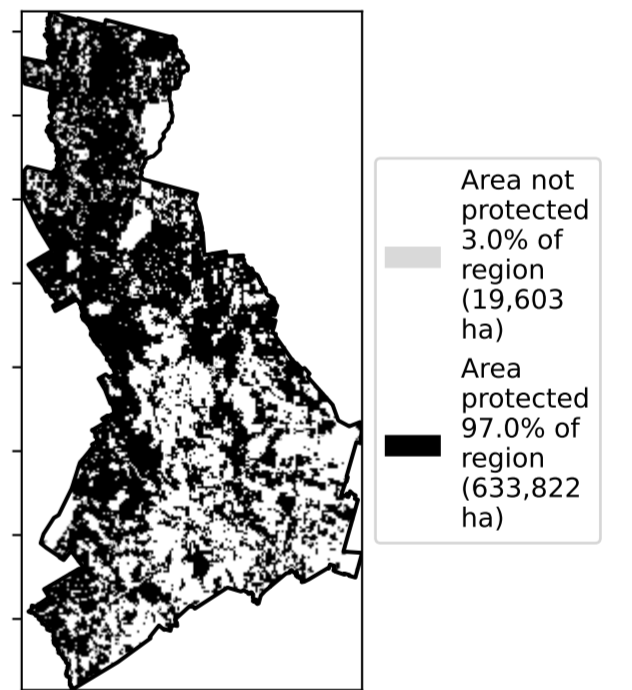 Area not
protected
3.0% of
region
(19,603
ha)
Area
protected
97.0% of
region
(633,822
ha)